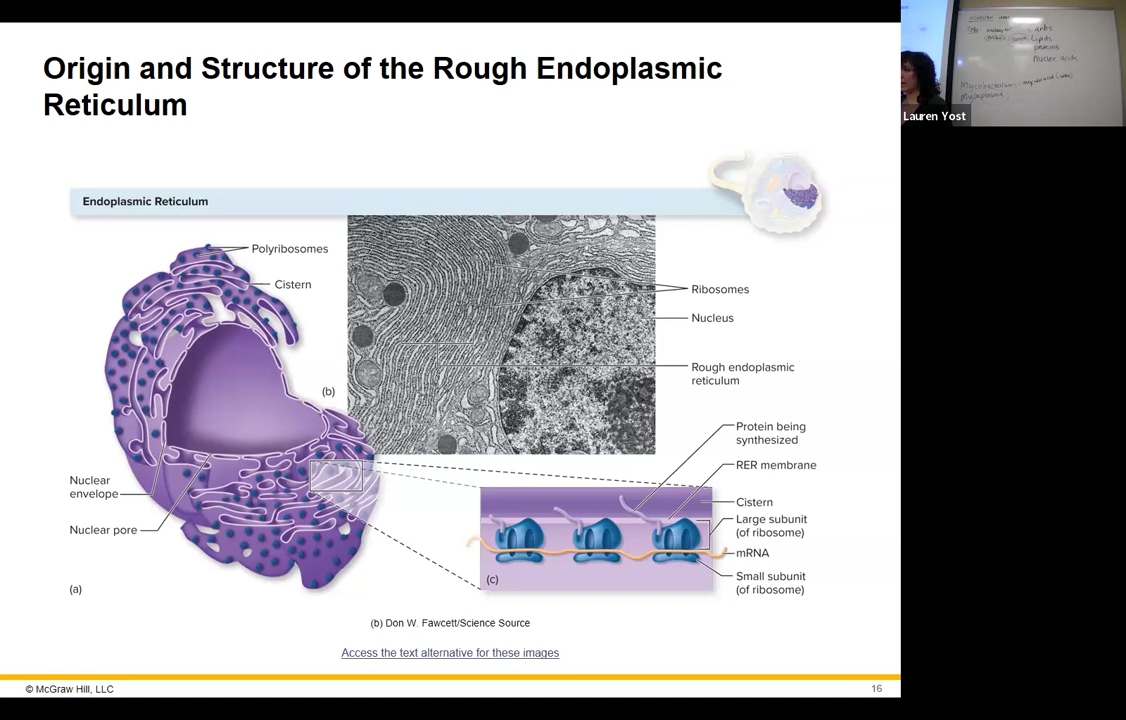 Origin and Structure of the Rough Endoplasmic
Reticulum
Endoplasmic Reticulum
Polyribosomes
Cistern
(b)
Ribosomes
Nucleus
Rough endoplasmic
reticulum
Nuclear
envelope
Nuclear pore
(a)
Protein being
synthesized
RER membrane
Cistern
Large subunit
(of ribosome)
mRNA
Small subunit
(of ribosome)
(c)
(b) Don W. Fawcett/Science Source
Access the text alternative for these images
© McGraw Hill, LLC
16
Carbs
Lipids
proteins
Nucleic acids
Mycobacterium
Mycoplasma
Lauren Yost